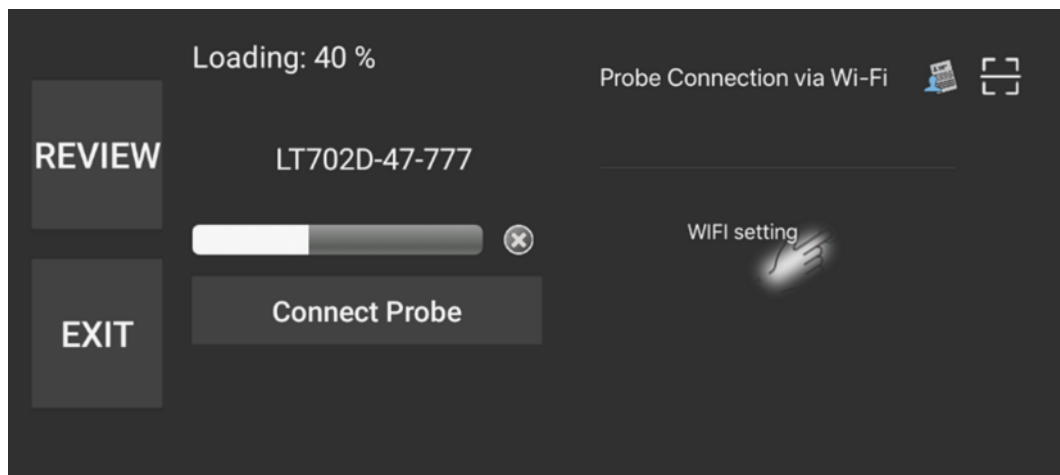 REVIEW
EXIT
Loading: 40 %
LT702D-47-777
Connect Probe
Probe Connection via Wi-Fi
WIFI setting